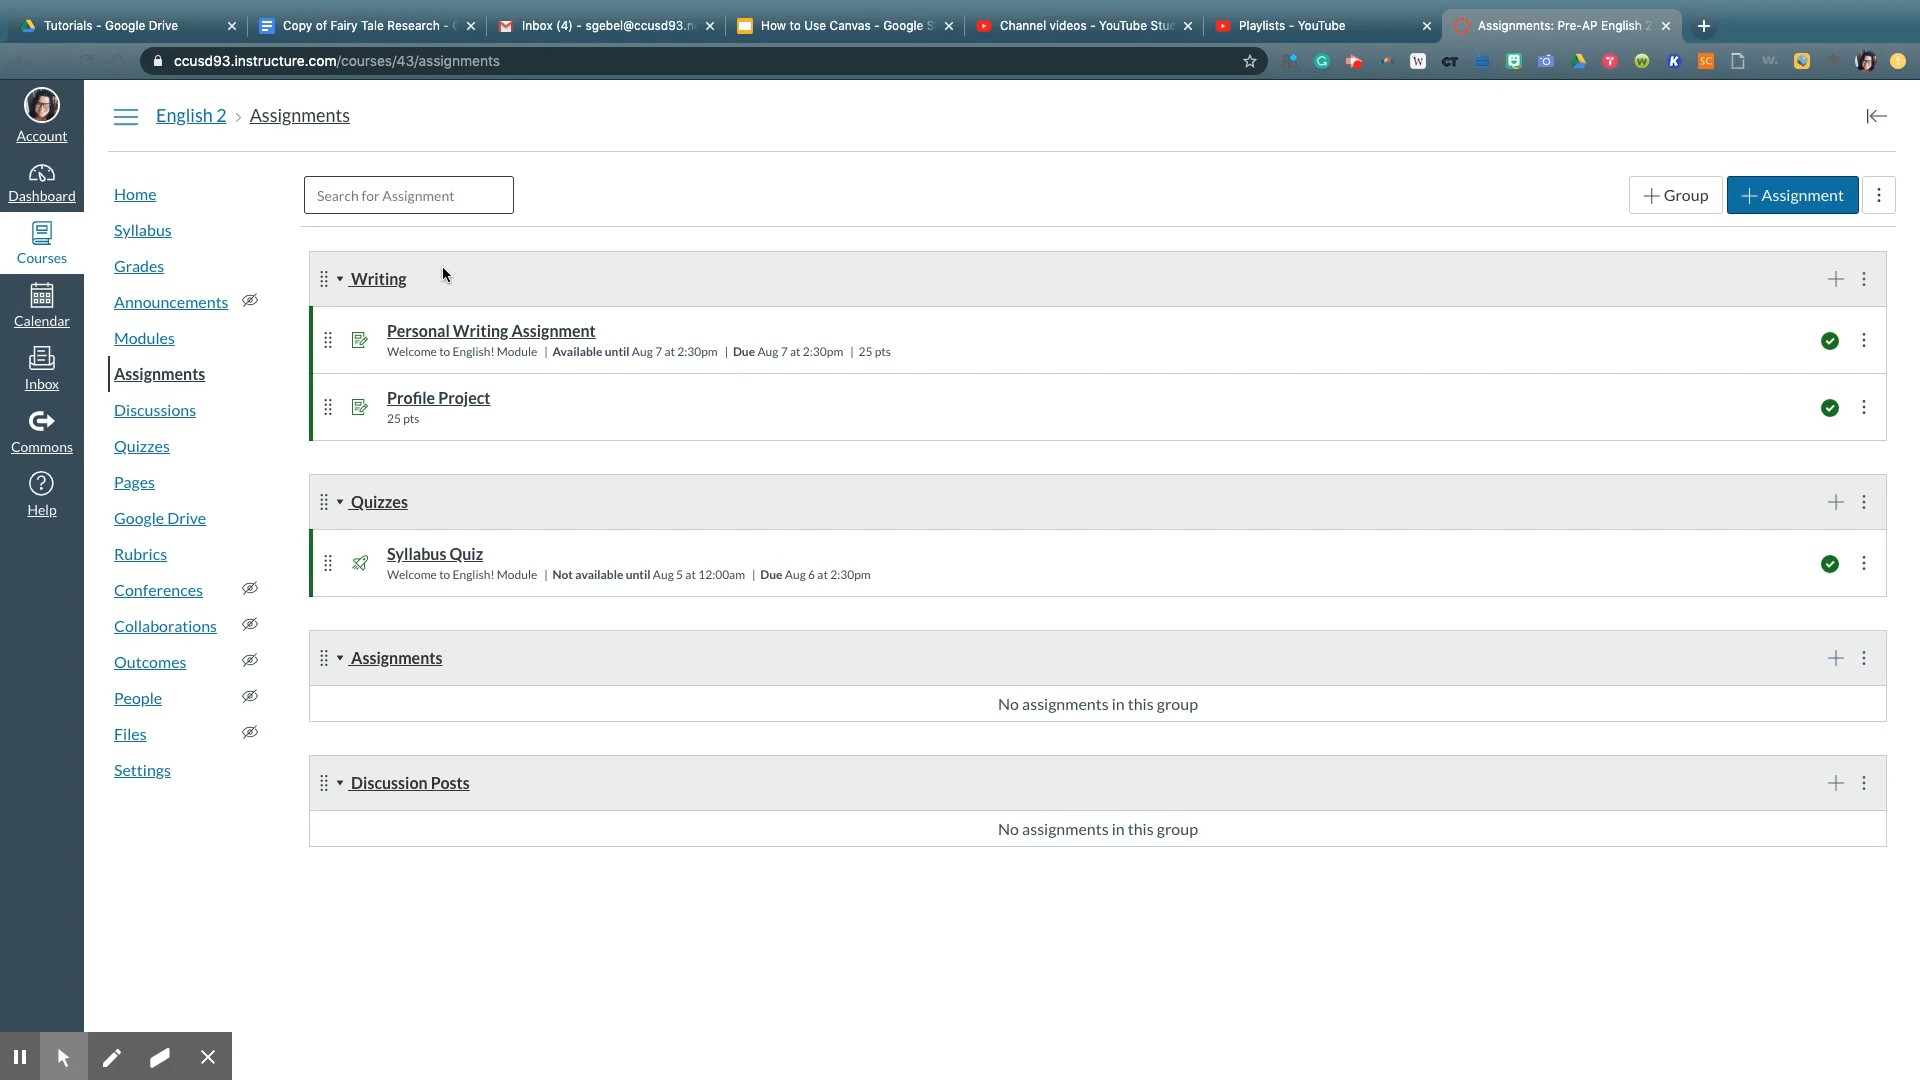 Tutorials - Google Drive
Copy of Fairy Tale Research -
Inbox (4) - sgebel@ccusd93.n
How to Use Canvas - Google S
Channel videos - YouTube Stud
Playlists - YouTube
Assignments: Pre-AP English 2
ccusd93.instructure.com/courses/43/assignments
Account
Dashboard
Courses
Calendar
Inbox
Commons
Help
English 2 > Assignments
Home
Syllabus
Grades
Announcements
Modules
Assignments
Discussions
Quizzes
Pages
Google Drive
Rubrics
Conferences
Collaborations
Outcomes
People
Files
Settings
Search for Assignment
+ Group
+ Assignment
Writing
Personal Writing Assignment
Welcome to English! Module | Available until Aug 7 at 2:30pm | Due Aug 7 at 2:30pm | 25 pts
Profile Project
25 pts
Quizzes
Syllabus Quiz
Welcome to English! Module | Not available until Aug 5 at 12:00am | Due Aug 6 at 2:30pm
Assignments
No assignments in this group
Discussion Posts
No assignments in this group